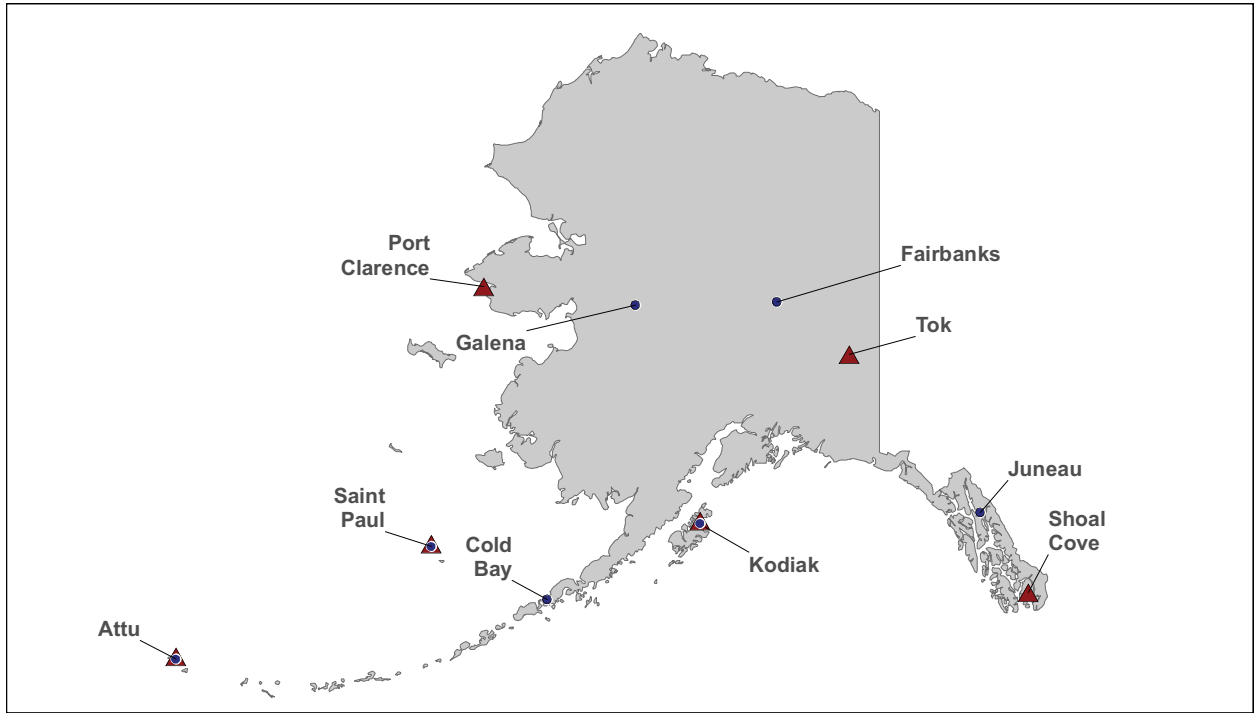 Port
Clarence
Fairbanks
Galena
Tok
Juneau
Saint
Paul
Shoal
Cove
Cold
Bay
Kodiak
Attu